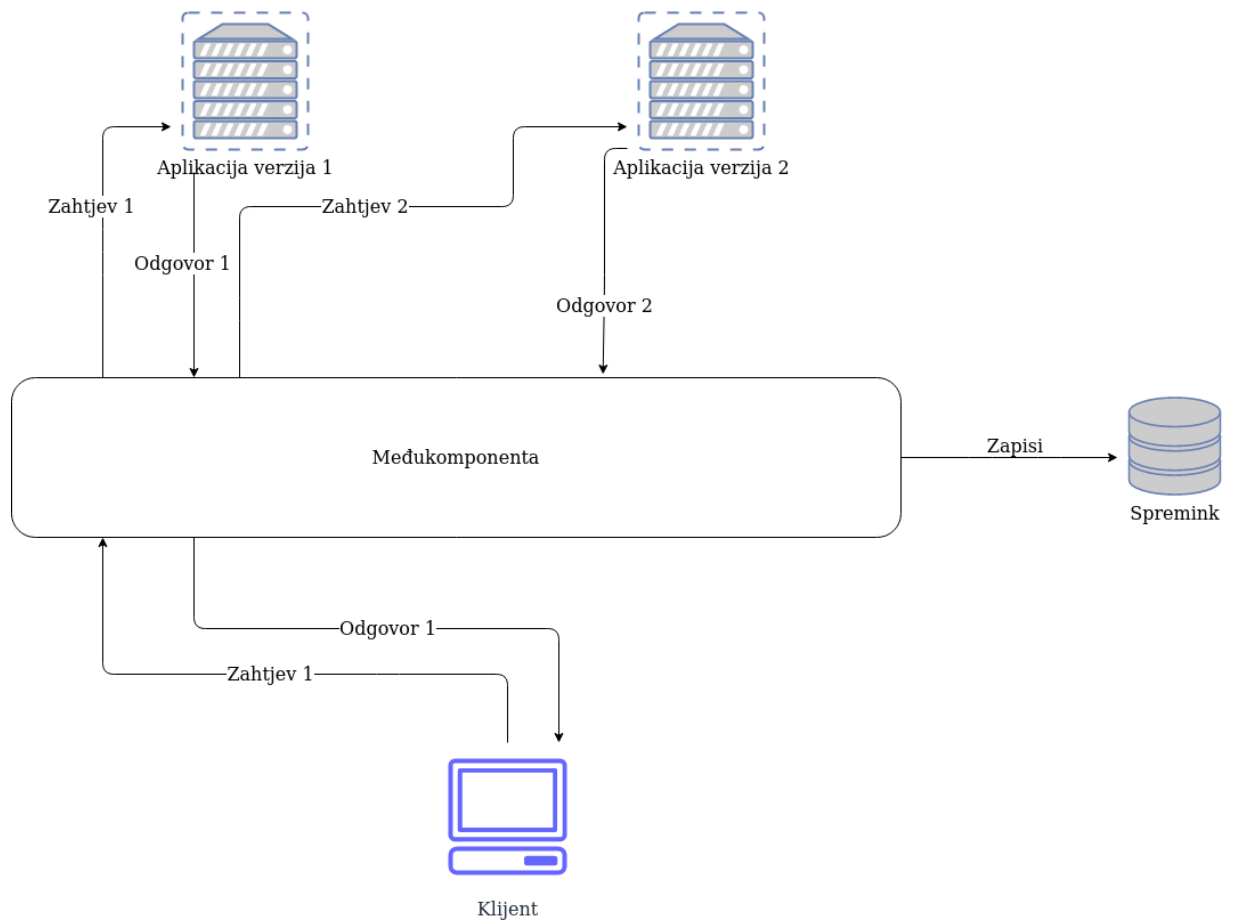 Aplikacija verzija 1
Aplikacija verzija 2
Zahtjev 1
Zahtjev 2
Odgovor 1
Odgovor 2
Međukomponenta
Zapisi
Spremink
Odgovor 1
Zahtjev 1
Klijent